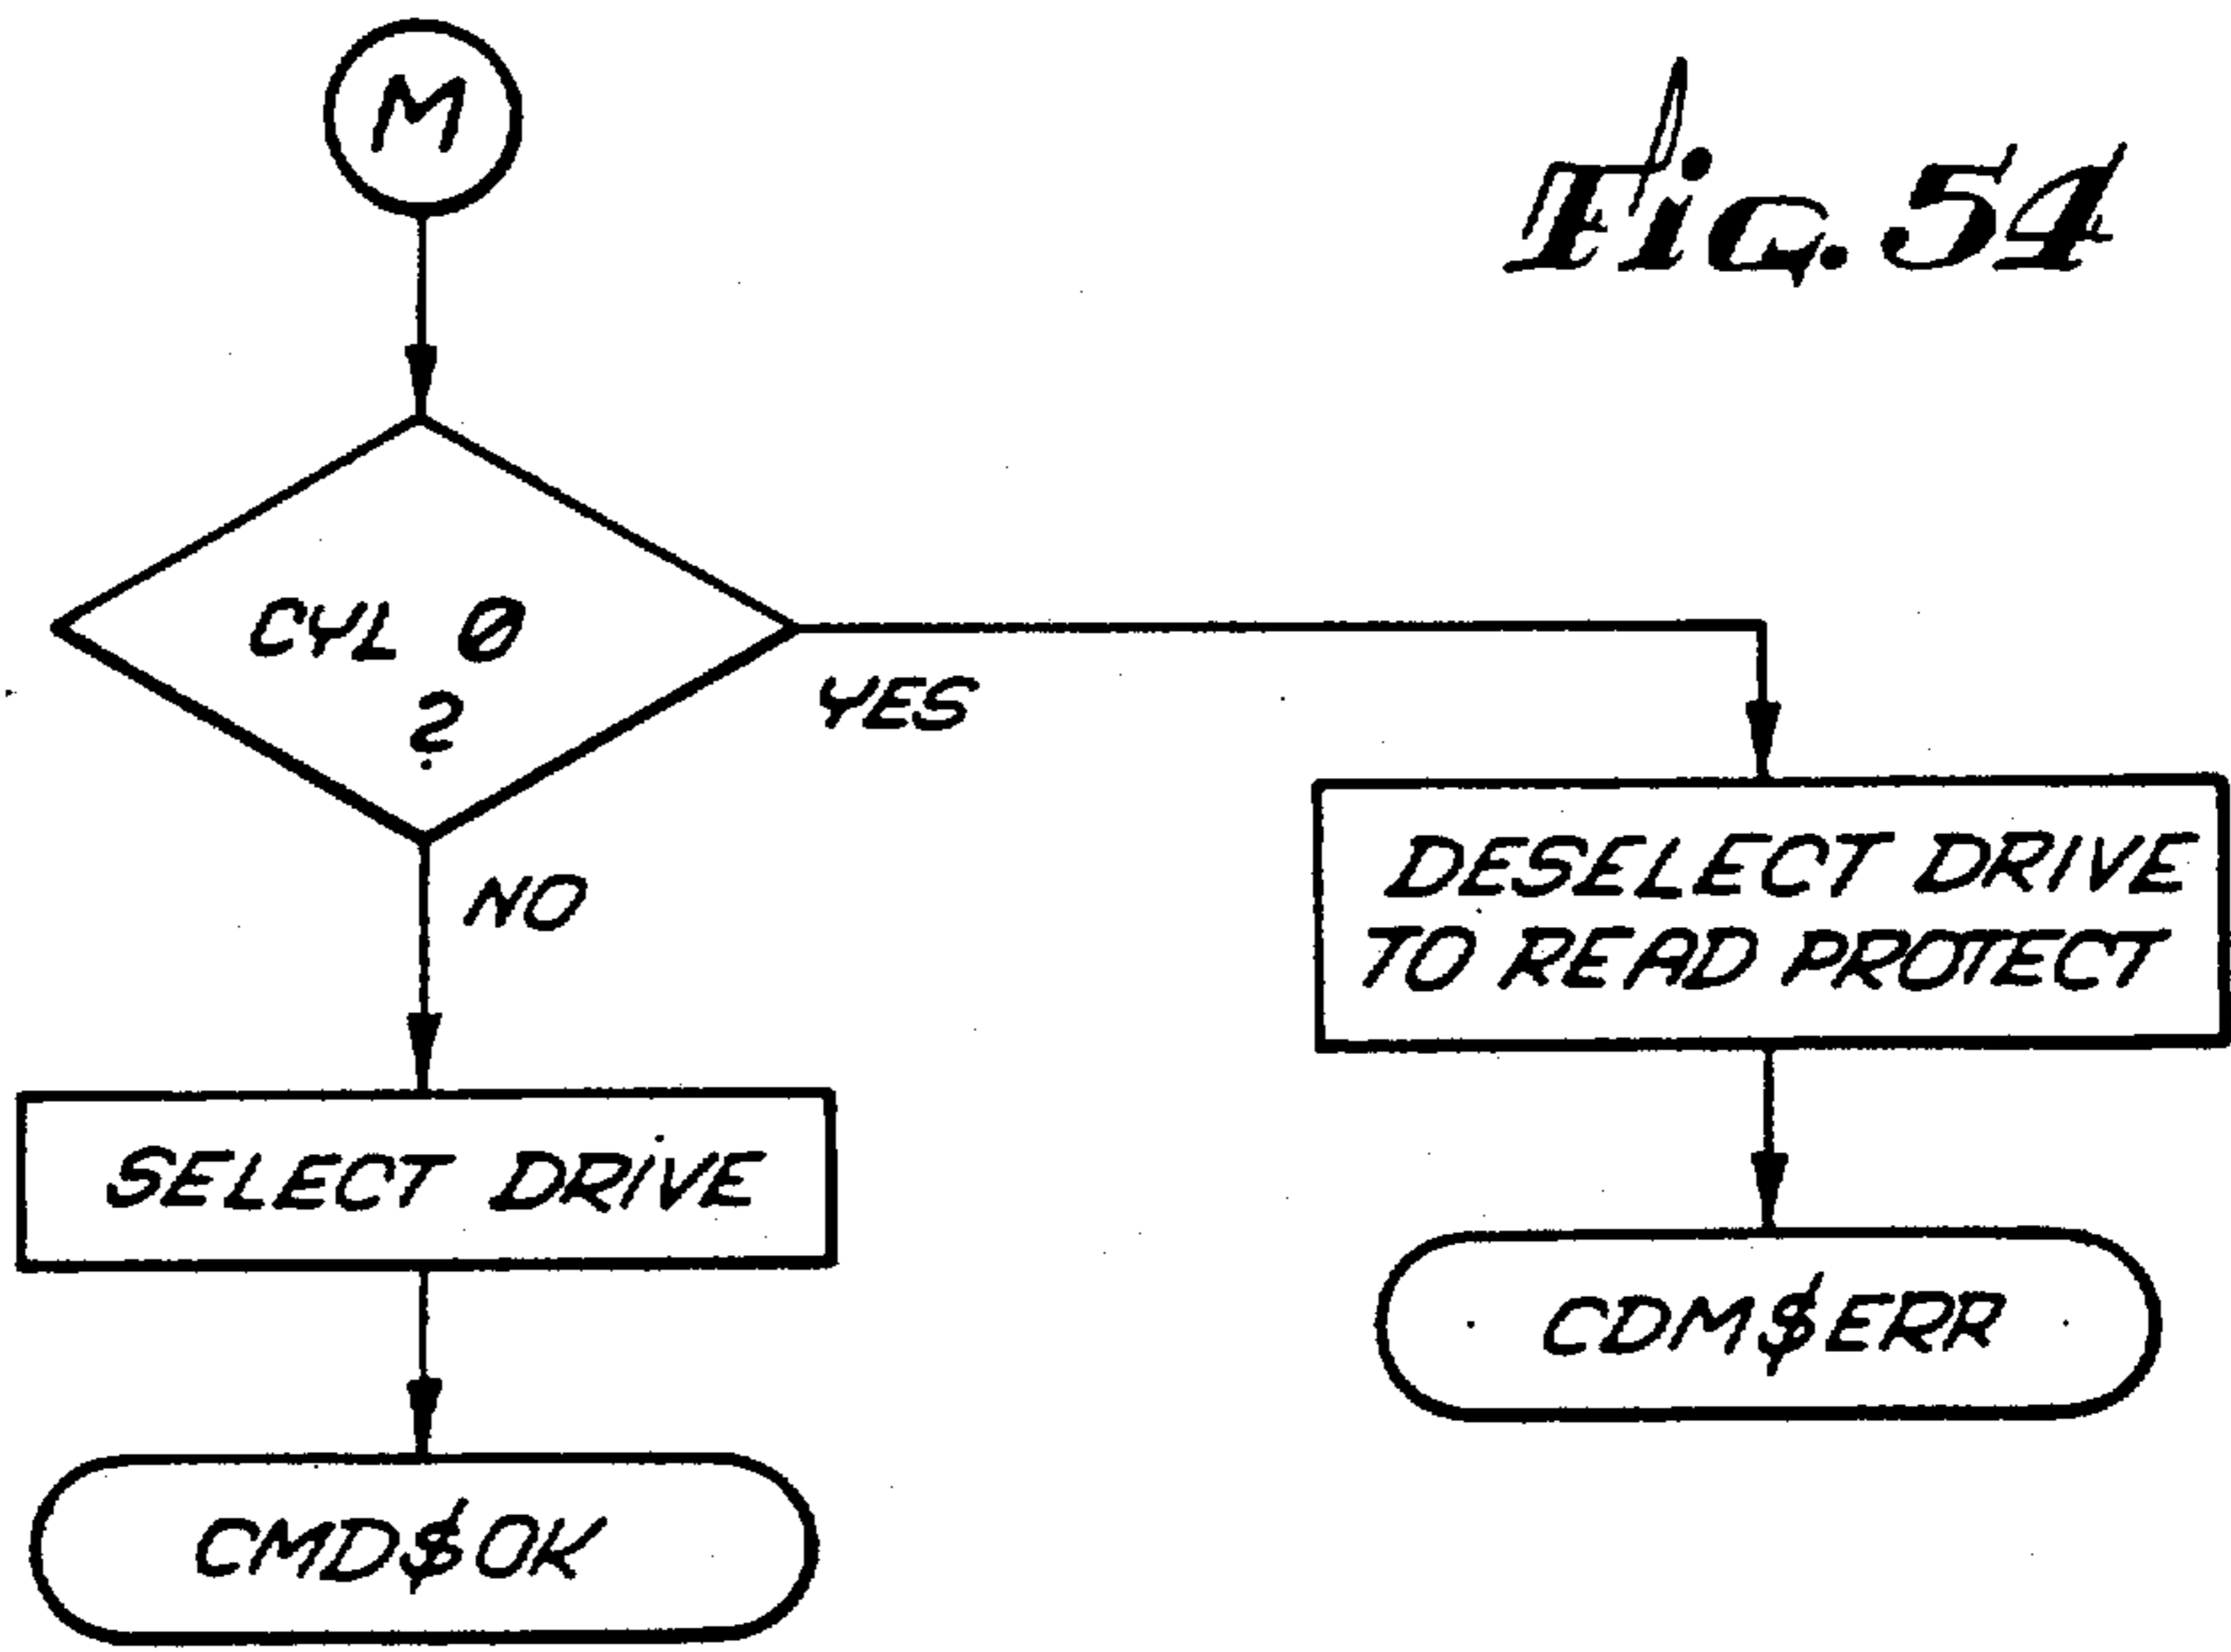 M
Fig. 54
CYL 0
?
YES
NO
DESELECT DRIVE
TO READ PROTECT
SELECT DRIVE
CDM$ERR
CMD$OK